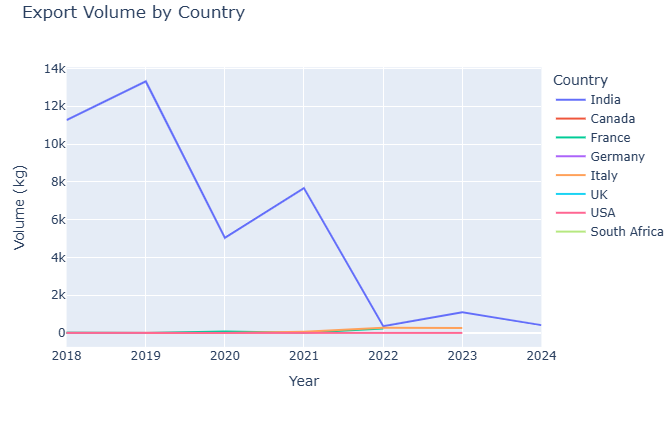 Export Volume by Country
14k
12k
10k
8k
6k
4k
2k
0
Volume (kg)
2018 2019 2020 2021 2022 2023 2024
Year
Country
India
Canada
France
Germany
Italy
UK
USA
South Africa